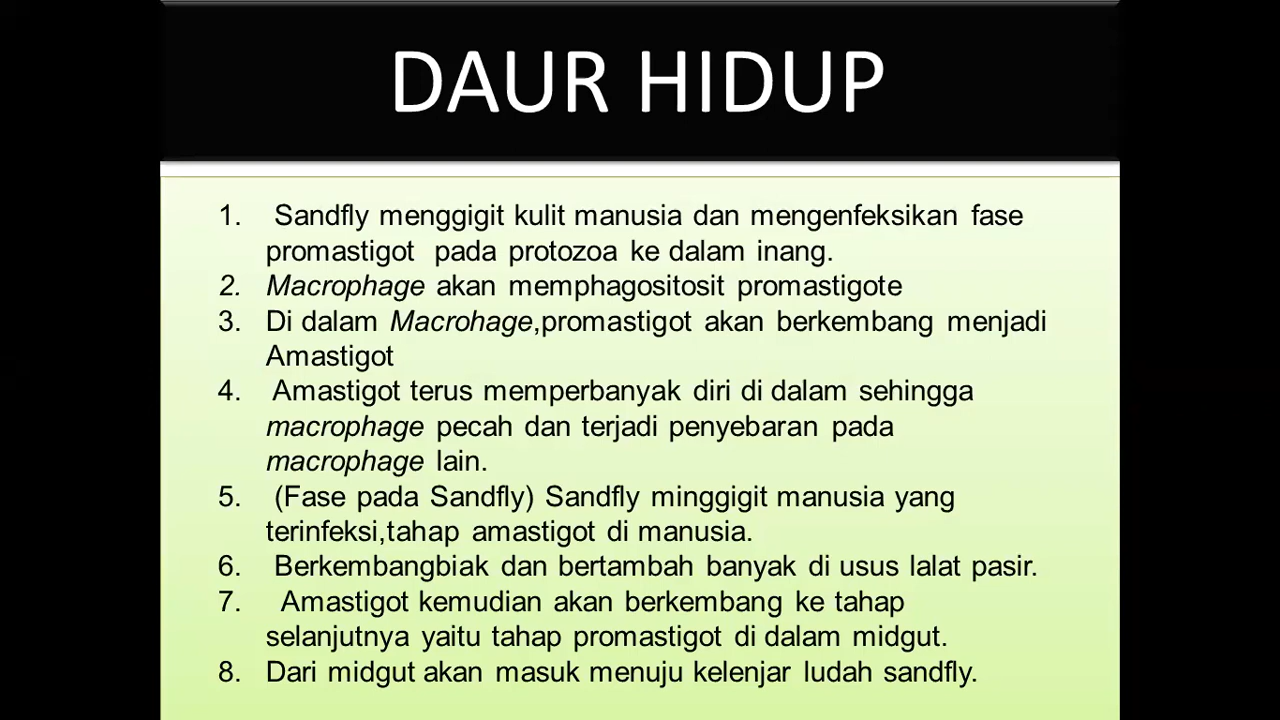 DAUR HIDUP
1. Sandfly menggigit kulit manusia dan mengenfeksikan fase
promastigot pada protozoa ke dalam inang.
2. Macrophage akan memphagositosit promastigote
3. Di dalam Macrohage,promastigot akan berkembang menjadi
Amastigot
4. Amastigot terus memperbanyak diri di dalam sehingga
macrophage pecah dan terjadi penyebaran pada
macrophage lain.
5. (Fase pada Sandfly) Sandfly minggigit manusia yang
terinfeksi,tahap amastigot di manusia.
6. Berkembangbiak dan bertambah banyak di usus lalat pasir.
7. Amastigot kemudian akan berkembang ke tahap
selanjutnya yaitu tahap promastigot di dalam midgut.
8. Dari midgut akan masuk menuju kelenjar ludah sandfly.